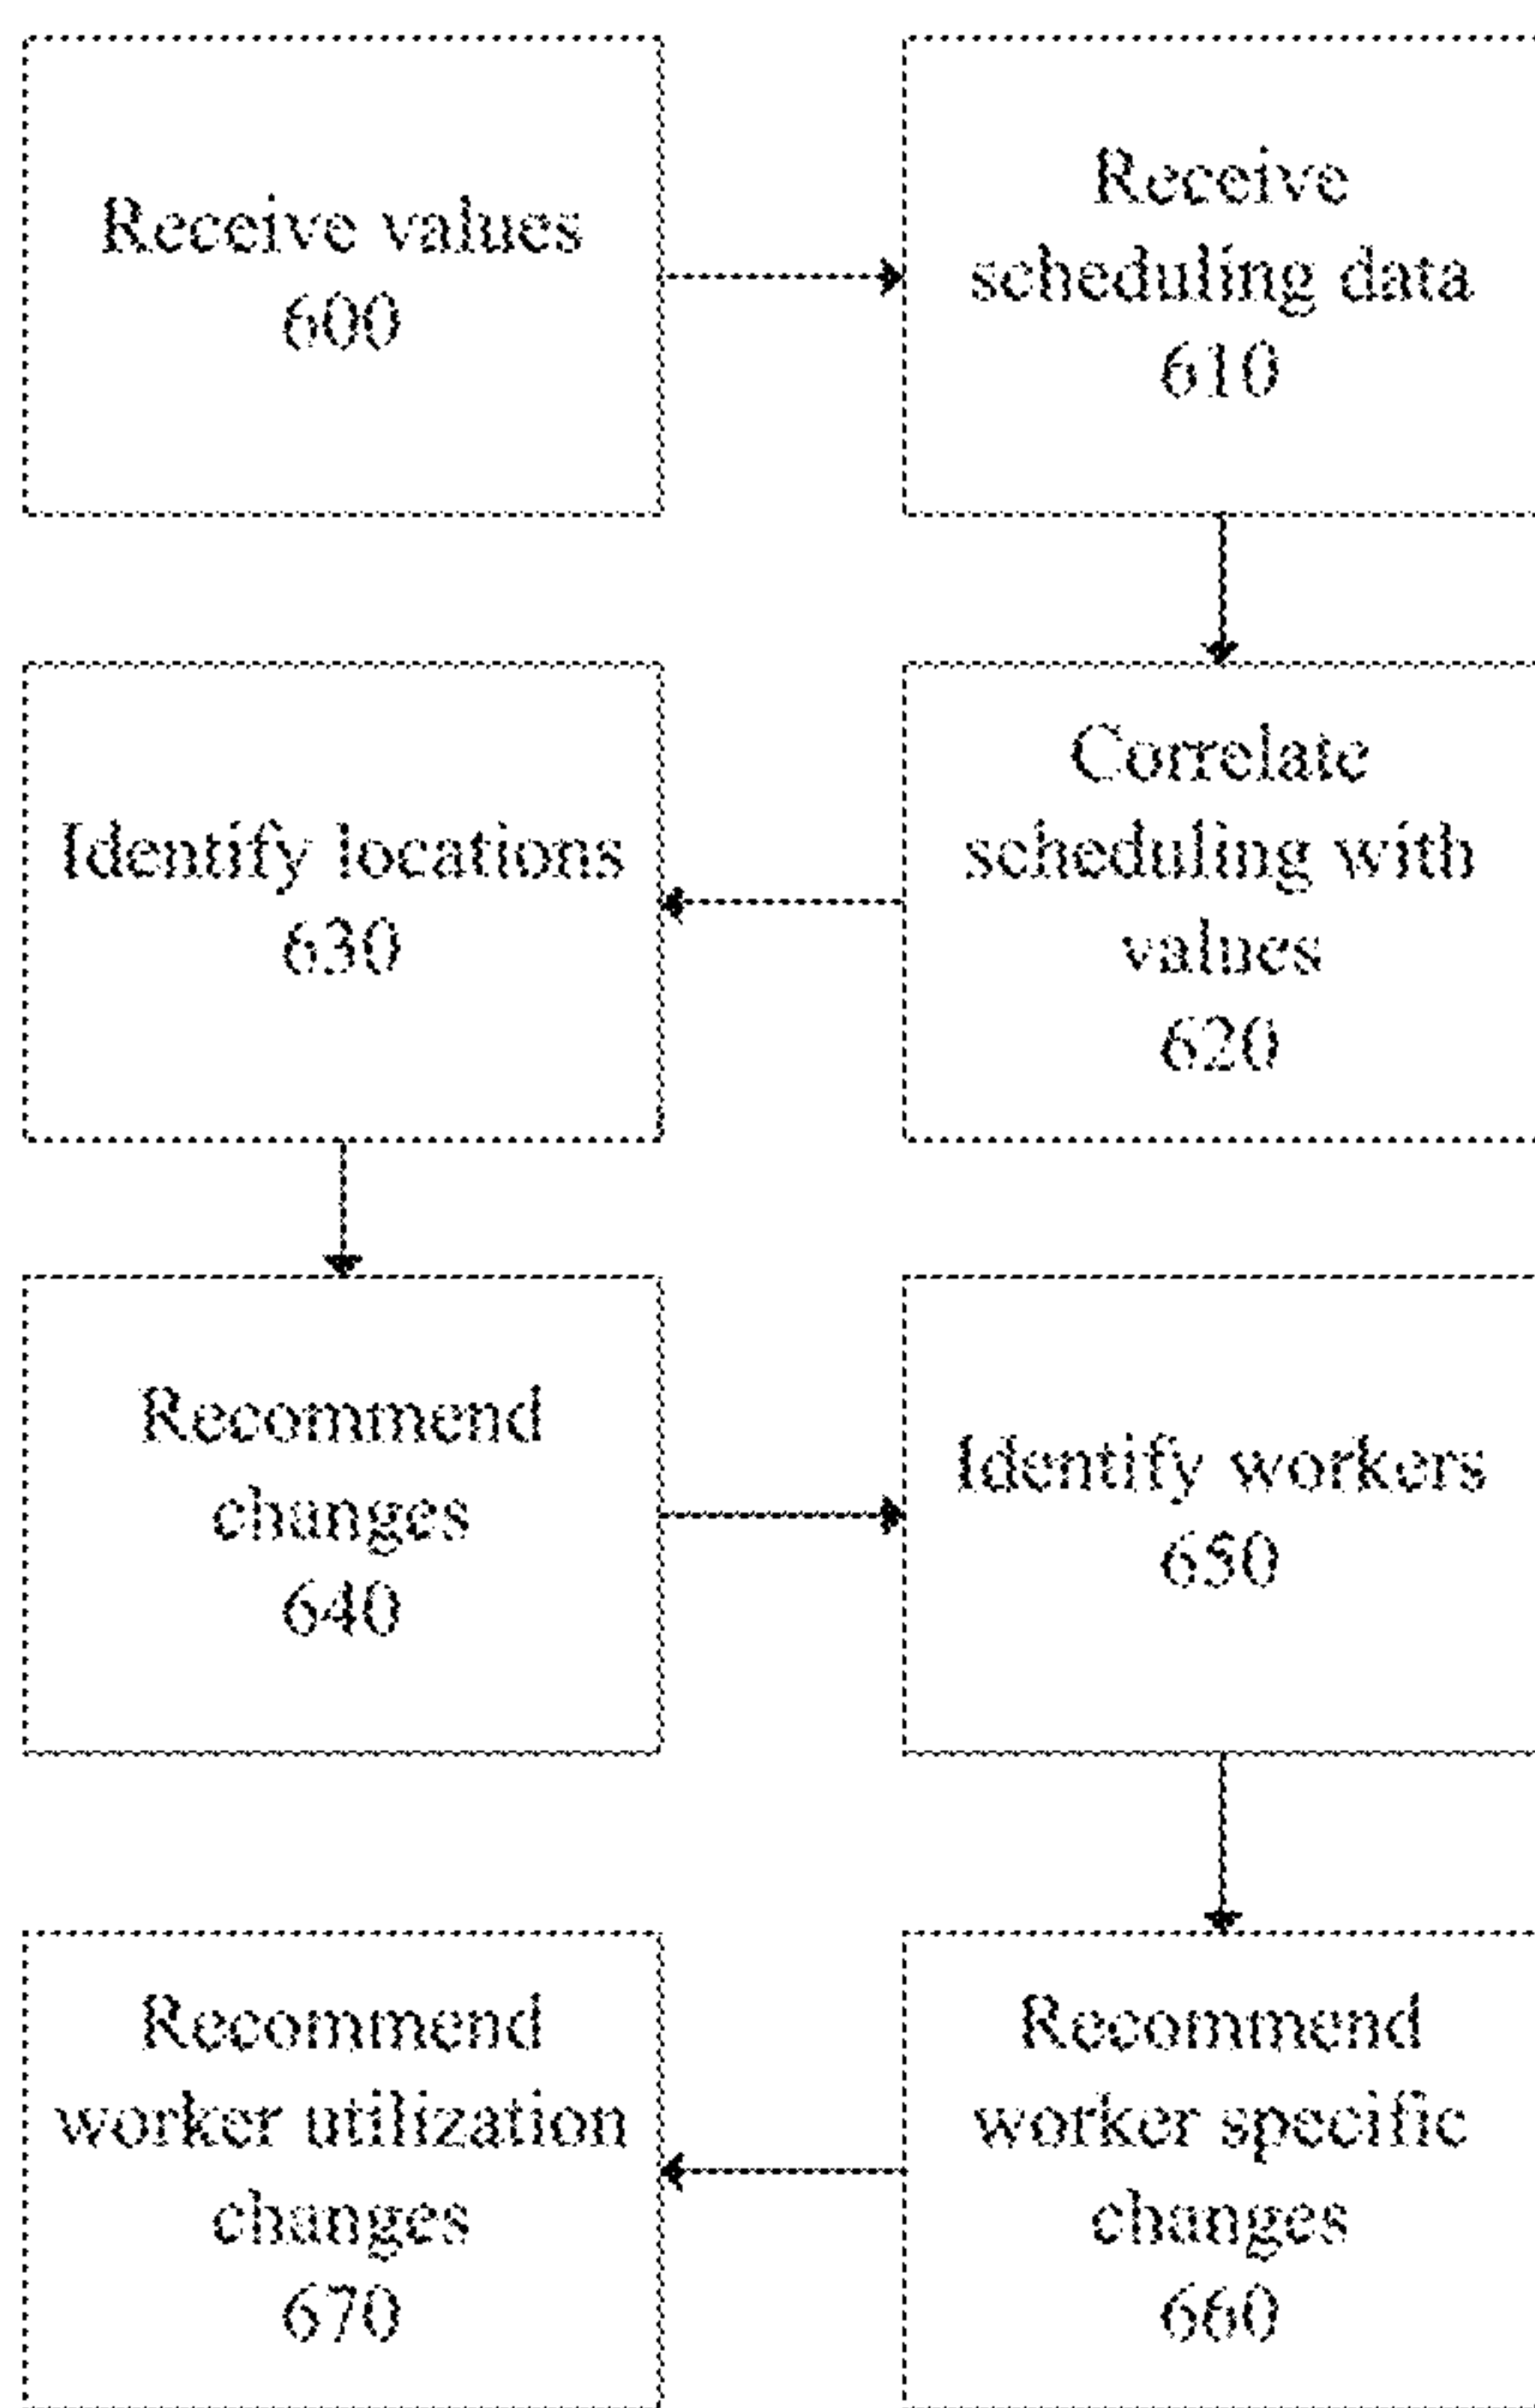 Receive values
600
Receive
scheduling data
610
Correlate
scheduling with
values
620
Identify locations
630
Recommend
changes
640
Identify workers
650
Recommend
worker specific
changes
660
Recommend
worker utilization
changes
670